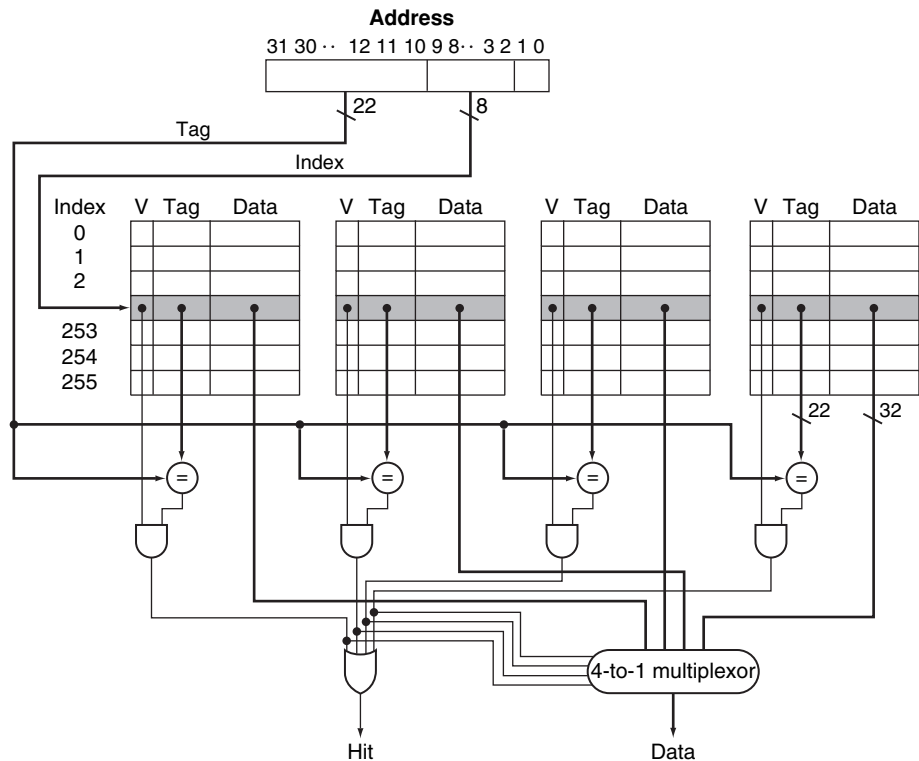 Address
31 30 ·· 12 11 10 9 8 ·· 3 2 1 0
22
8
Tag
Index
Index V Tag Data V Tag Data V Tag Data V Tag Data
0
1
2
253
254
255
22 32
= = = =
4-to-1 multiplexor
Hit Data